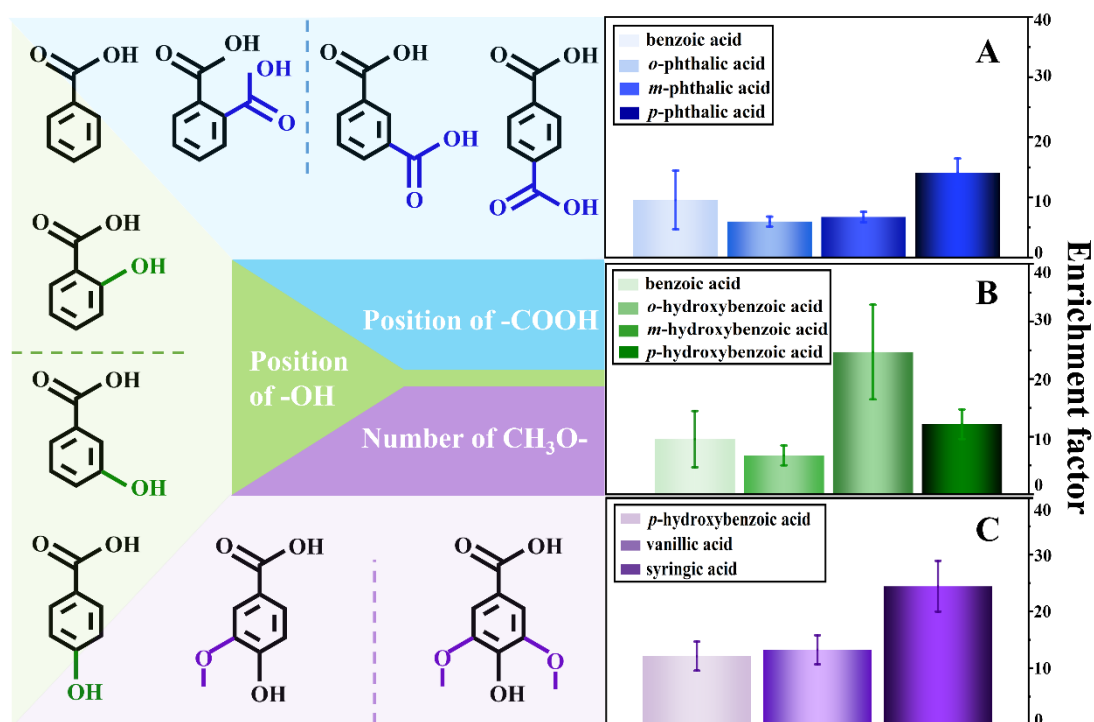 O
OH
O
OH
OH
O
O
OH
OH
O
O
OH
O
OH
O
OH
OH
O
OH
OH
O
OH
OH
O
OH
O
OH
O
OH
O
O
OH
Position of -COOH
Position
of -OH
Number of CH₃O-
benzoic acid
o-phthalic acid
m-phthalic acid
p-phthalic acid
A
40
30
20
10
0
benzoic acid
o-hydroxybenzoic acid
m-hydroxybenzoic acid
p-hydroxybenzoic acid
B
40
30
20
10
0
p-hydroxybenzoic acid
vanillic acid
syringic acid
C
40
30
20
10
0
Enrichment factor